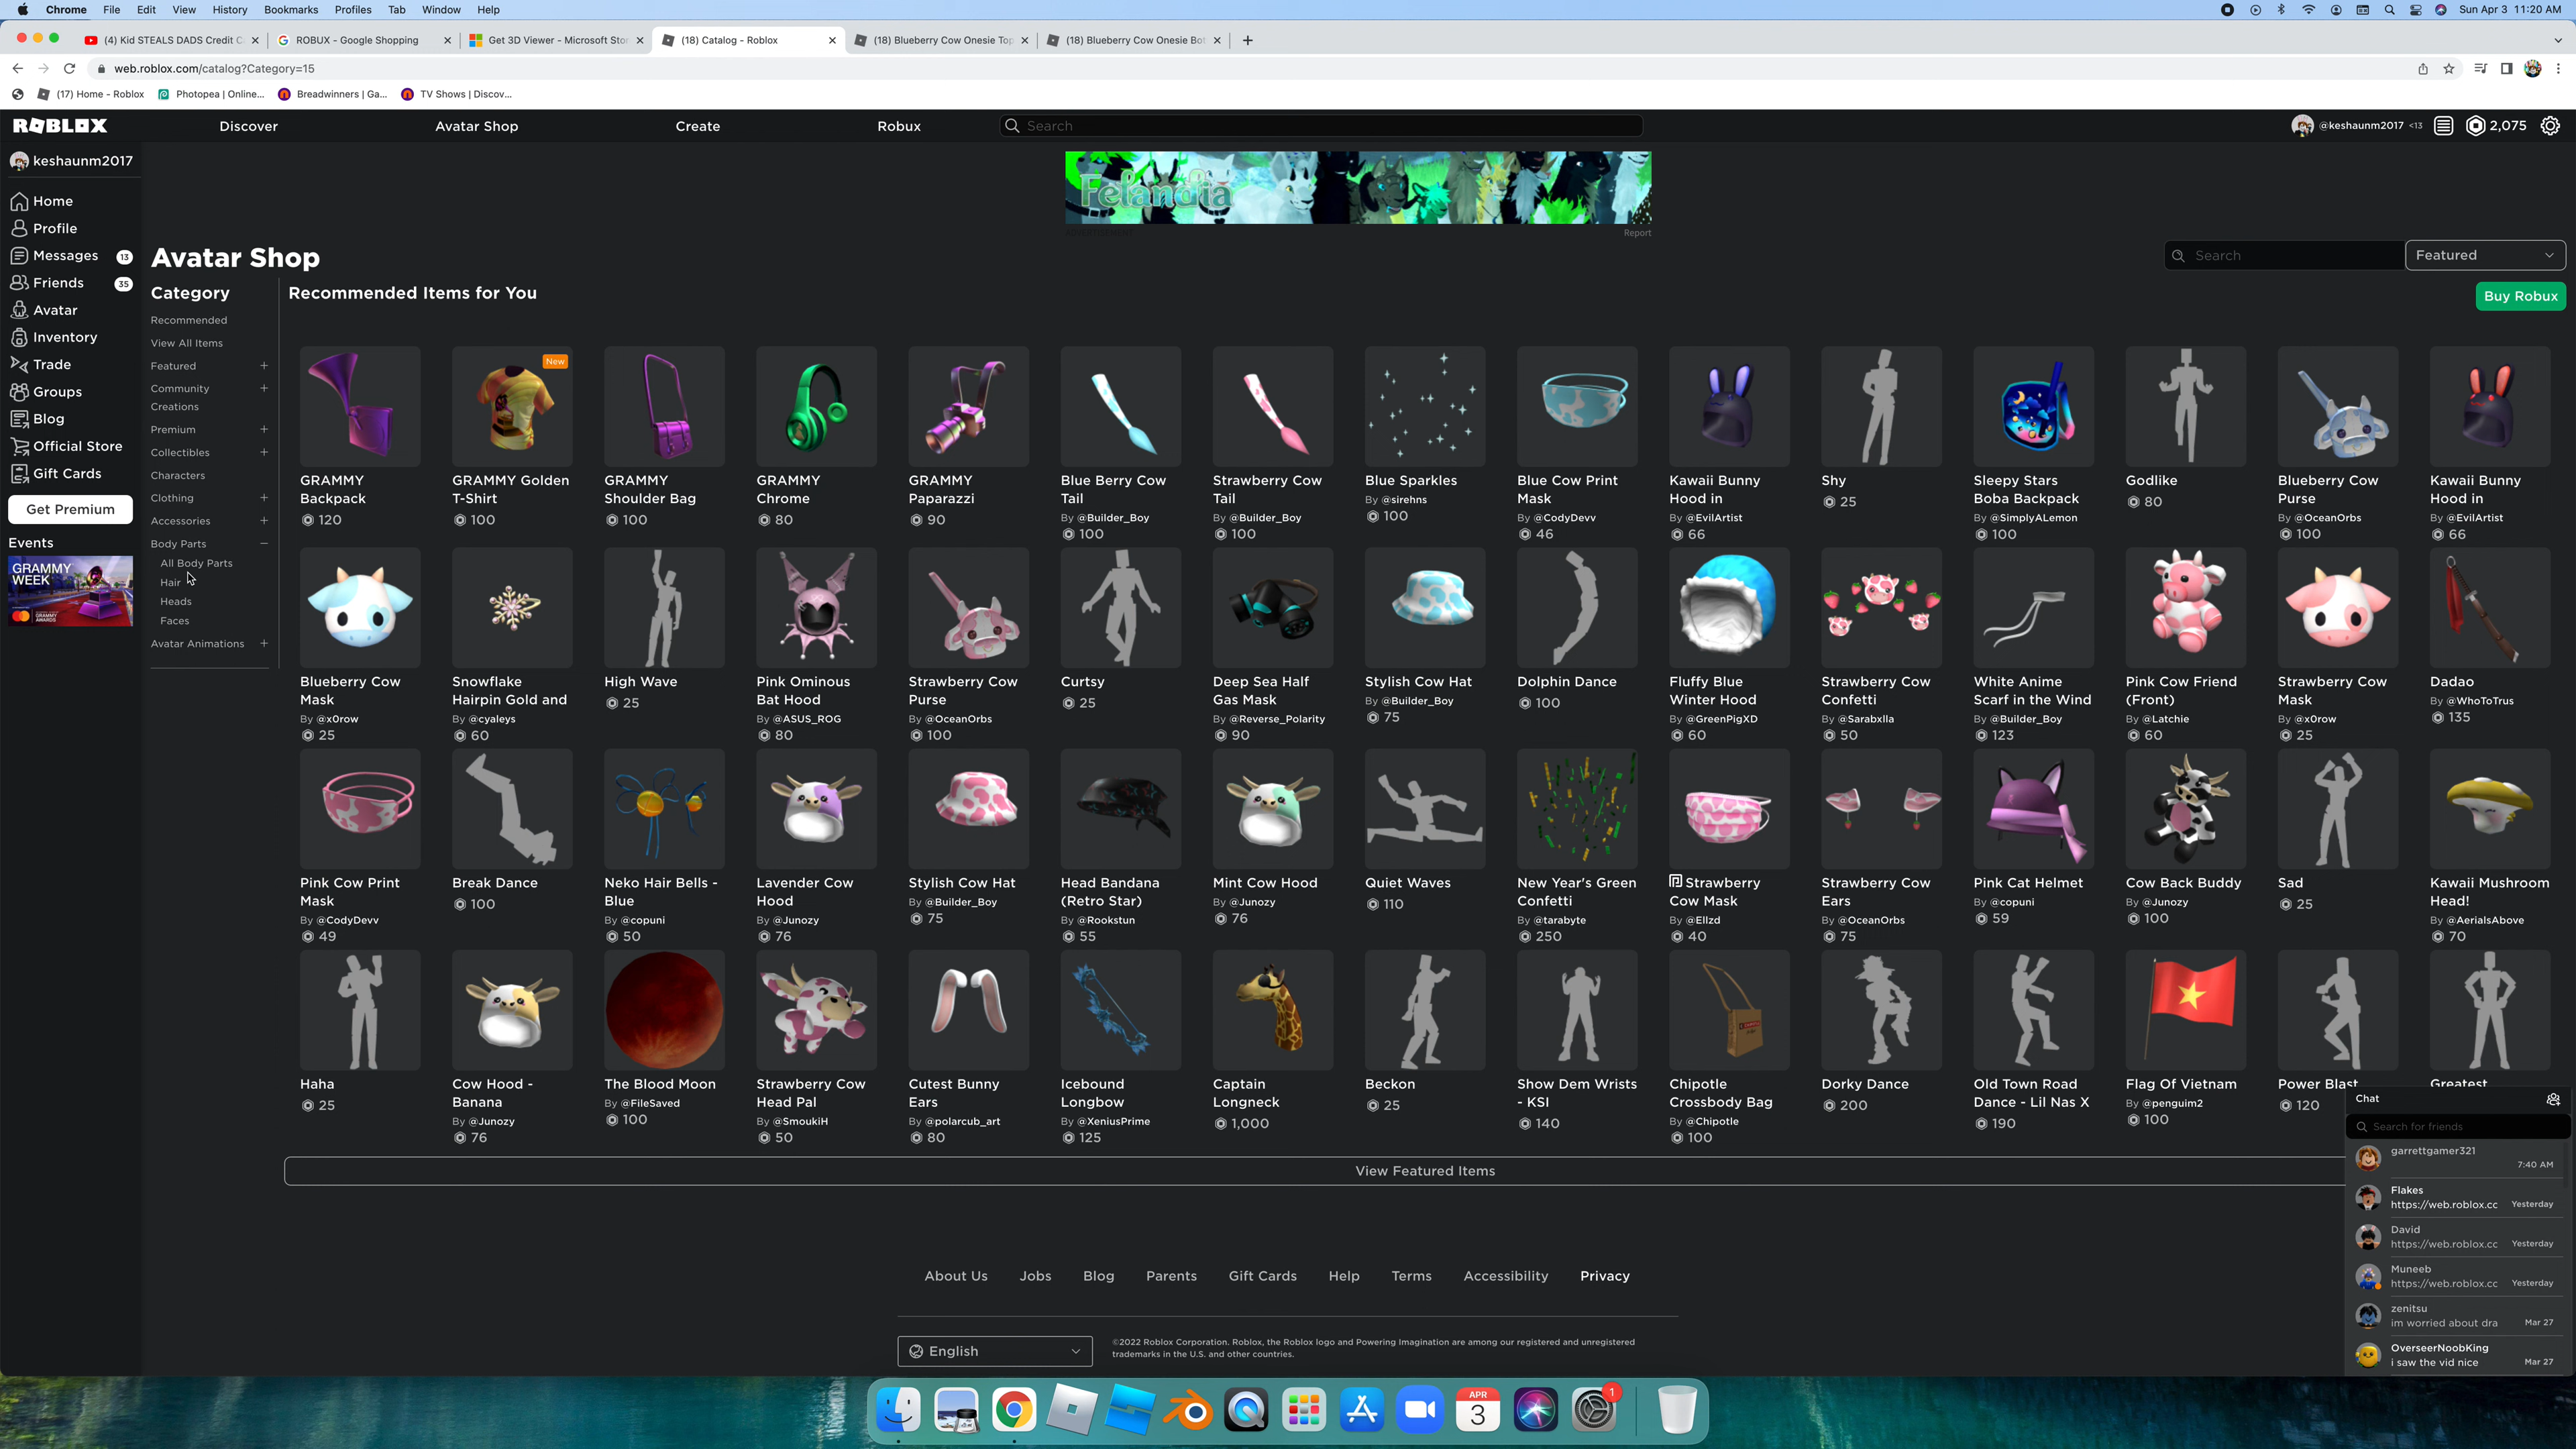 Chrome File Edit View History Bookmarks Profiles Tab Window Help
Sun Apr 3 11:20 AM
(4) Kid STEALS DADS Credit C
ROBUX - Google Shopping
Get 3D Viewer - Microsoft Stor
(18) Catalog - Roblox
(18) Blueberry Cow Onesie Top
(18) Blueberry Cow Onesie Bot
web.roblox.com/catalog?Category=15
(17) Home - Roblox
Photopea | Online...
Breadwinners | Ga...
TV Shows | Discov...
ROBLOX
Discover
Avatar Shop
Create
Robux
Search
@keshaunm2017 <13
2,075
keshaunm2017
Home
Profile
Messages 13
Friends 35
Avatar
Inventory
Trade
Groups
Blog
Official Store
Gift Cards
Get Premium
Events
GRAMMY
WEEK
Felandia
ADVERTISEMENT
Report
Avatar Shop
Search
Featured
Category
Recommended
View All Items
Featured +
Community +
Creations
Premium +
Collectibles +
Characters
Clothing +
Accessories +
Body Parts −
All Body Parts
Hair
Heads
Faces
Avatar Animations +
Recommended Items for You
Buy Robux
GRAMMY
Backpack
120
New
GRAMMY Golden
T-Shirt
100
GRAMMY
Shoulder Bag
100
GRAMMY
Chrome
80
GRAMMY
Paparazzi
90
Blue Berry Cow
Tail
By @Builder_Boy
100
Strawberry Cow
Tail
By @Builder_Boy
100
Blue Sparkles
By @sirehns
100
Blue Cow Print
Mask
By @CodyDevv
46
Kawaii Bunny
Hood in
By @EvilArtist
66
Shy
25
Sleepy Stars
Boba Backpack
By @SimplyALemon
100
Godlike
80
Blueberry Cow
Purse
By @OceanOrbs
100
Kawaii Bunny
Hood in
By @EvilArtist
66
Blueberry Cow
Mask
By @x0row
25
Snowflake
Hairpin Gold and
By @cyaleys
60
High Wave
25
Pink Ominous
Bat Hood
By @ASUS_ROG
80
Strawberry Cow
Purse
By @OceanOrbs
100
Curtsy
25
Deep Sea Half
Gas Mask
By @Reverse_Polarity
90
Stylish Cow Hat
By @Builder_Boy
75
Dolphin Dance
100
Fluffy Blue
Winter Hood
By @GreenPigXD
60
Strawberry Cow
Confetti
By @Sarabxlla
50
White Anime
Scarf in the Wind
By @Builder_Boy
123
Pink Cow Friend
(Front)
By @Latchie
60
Strawberry Cow
Mask
By @x0row
25
Dadao
By @WhoToTrus
135
Pink Cow Print
Mask
By @CodyDevv
49
Break Dance
100
Neko Hair Bells -
Blue
By @copuni
50
Lavender Cow
Hood
By @Junozy
76
Stylish Cow Hat
By @Builder_Boy
75
Head Bandana
(Retro Star)
By @Rookstun
55
Mint Cow Hood
By @Junozy
76
Quiet Waves
110
New Year's Green
Confetti
By @tarabyte
250
Strawberry
Cow Mask
By @Ellzd
40
Strawberry Cow
Ears
By @OceanOrbs
75
Pink Cat Helmet
By @copuni
59
Cow Back Buddy
By @Junozy
100
Sad
25
Kawaii Mushroom
Head!
By @AerialsAbove
70
Haha
25
Cow Hood -
Banana
By @Junozy
76
The Blood Moon
By @FileSaved
100
Strawberry Cow
Head Pal
By @SmoukiH
50
Cutest Bunny
Ears
By @polarcub_art
80
Icebound
Longbow
By @XeniusPrime
125
Captain
Longneck
1,000
Beckon
25
Show Dem Wrists
- KSI
140
Chipotle
Crossbody Bag
By @Chipotle
100
Dorky Dance
200
Old Town Road
Dance - Lil Nas X
190
Flag Of Vietnam
By @penguim2
100
Power Blast
120
Greatest
View Featured Items
Chat
Search for friends
garrettgamer321
7:40 AM
Flakes
https://web.roblox.cc Yesterday
David
https://web.roblox.cc Yesterday
Muneeb
https://web.roblox.cc Yesterday
zenitsu
im worried about dra Mar 27
OverseerNoobKing
i saw the vid nice Mar 27
About Us Jobs Blog Parents Gift Cards Help Terms Accessibility Privacy
English
©2022 Roblox Corporation. Roblox, the Roblox logo and Powering Imagination are among our registered and unregistered
trademarks in the U.S. and other countries.
APR
3
1